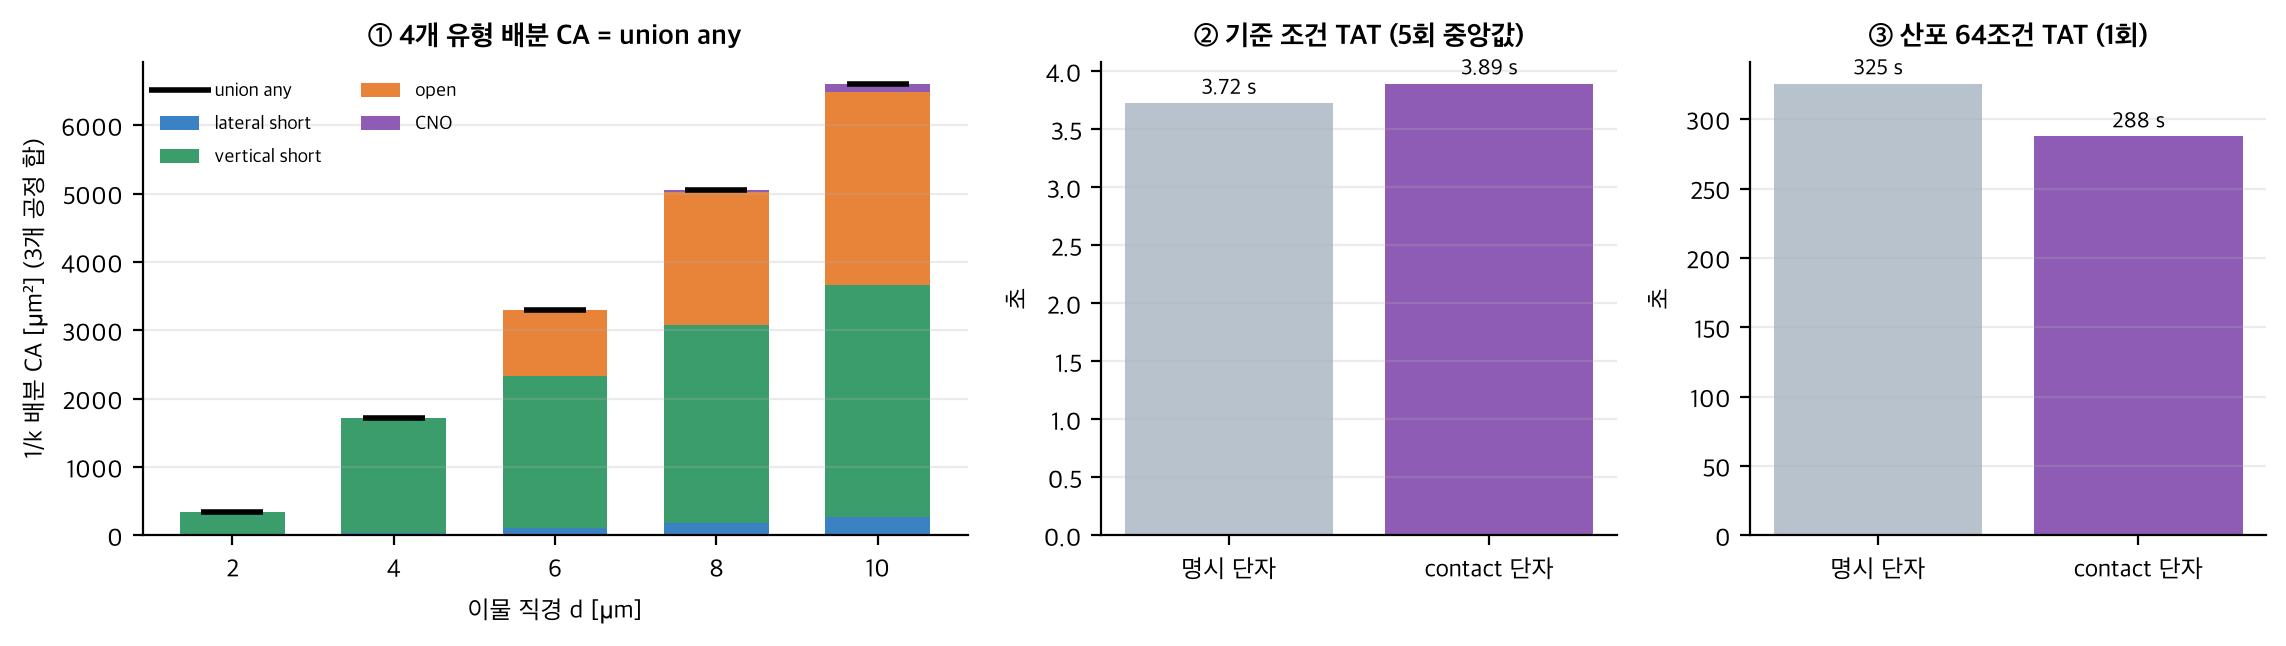 ① 4개 유형 배분 CA = union any
1/k 배분 CA [µm²] (3개 공정 합)
6000
5000
4000
3000
2000
1000
0
union any
lateral short
vertical short
open
CNO
2
4
6
8
10
이물 직경 d [µm]
② 기준 조건 TAT (5회 중앙값)
초
4.0
3.5
3.0
2.5
2.0
1.5
1.0
0.5
0.0
3.72 s
3.89 s
명시 단자
contact 단자
③ 산포 64조건 TAT (1회)
초
300
250
200
150
100
50
0
325 s
288 s
명시 단자
contact 단자